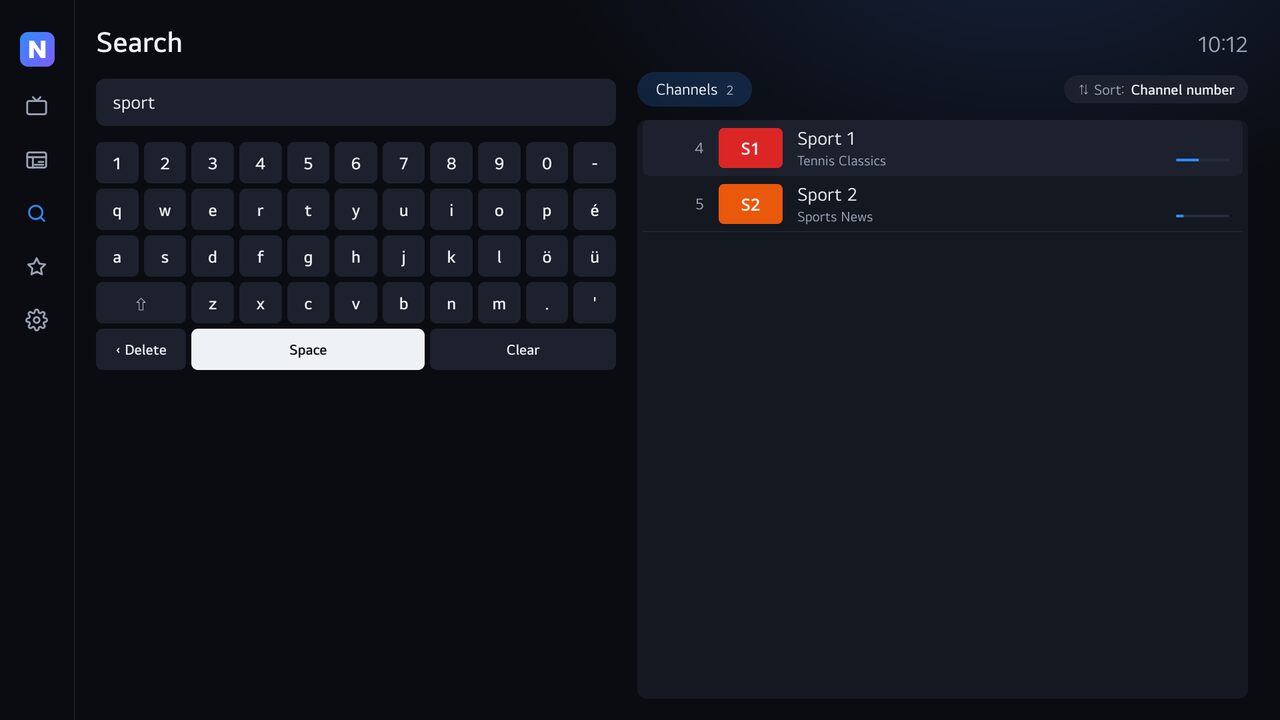 N
Search
10:12
sport
Channels 2
Sort: Channel number
1 2 3 4 5 6 7 8 9 0 -
q w e r t y u i o p é
a s d f g h j k l ö ü
⇧ z x c v b n m . '
‹ Delete Space Clear
4 S1 Sport 1
Tennis Classics
5 S2 Sport 2
Sports News